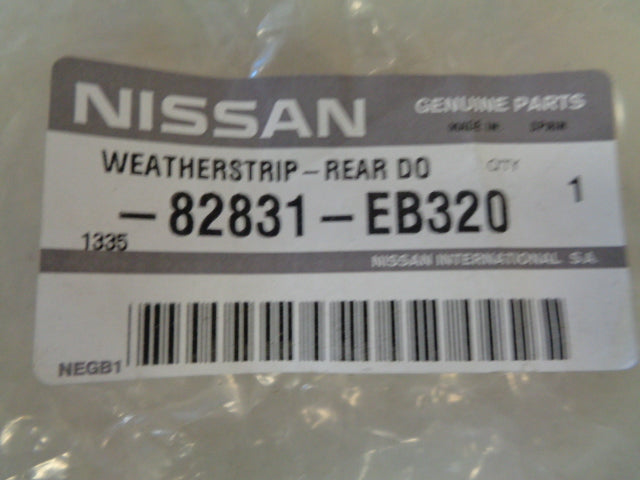 NISSAN GENUINE PARTS
MADE IN SPAIN
WEATHERSTRIP-REAR DO QTY
-82831-EB320 1
1335
NISSAN INTERNATIONAL S.A.
NEGB1